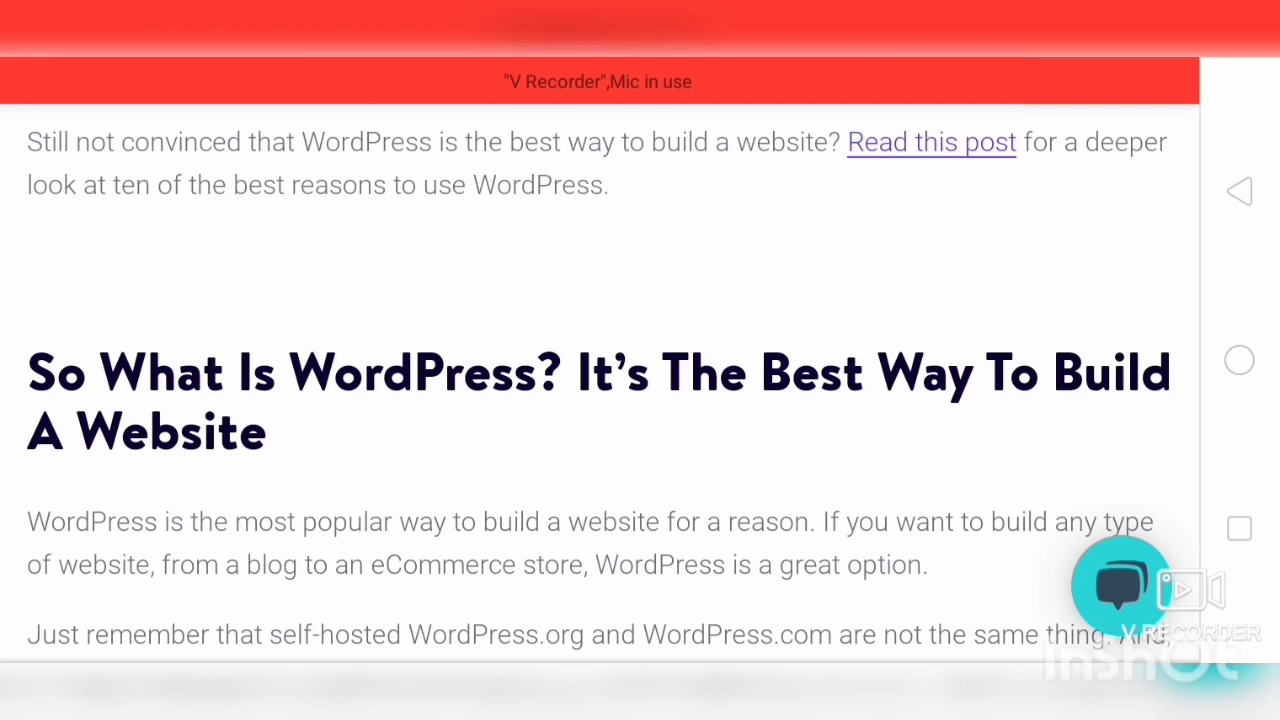 "V Recorder",Mic in use
Still not convinced that WordPress is the best way to build a website? Read this post for a deeper
look at ten of the best reasons to use WordPress.
So What Is WordPress? It’s The Best Way To Build
A Website
WordPress is the most popular way to build a website for a reason. If you want to build any type
of website, from a blog to an eCommerce store, WordPress is a great option.
Just remember that self-hosted WordPress.org and WordPress.com are not the same thing. And,
V RECORDER
InShOt